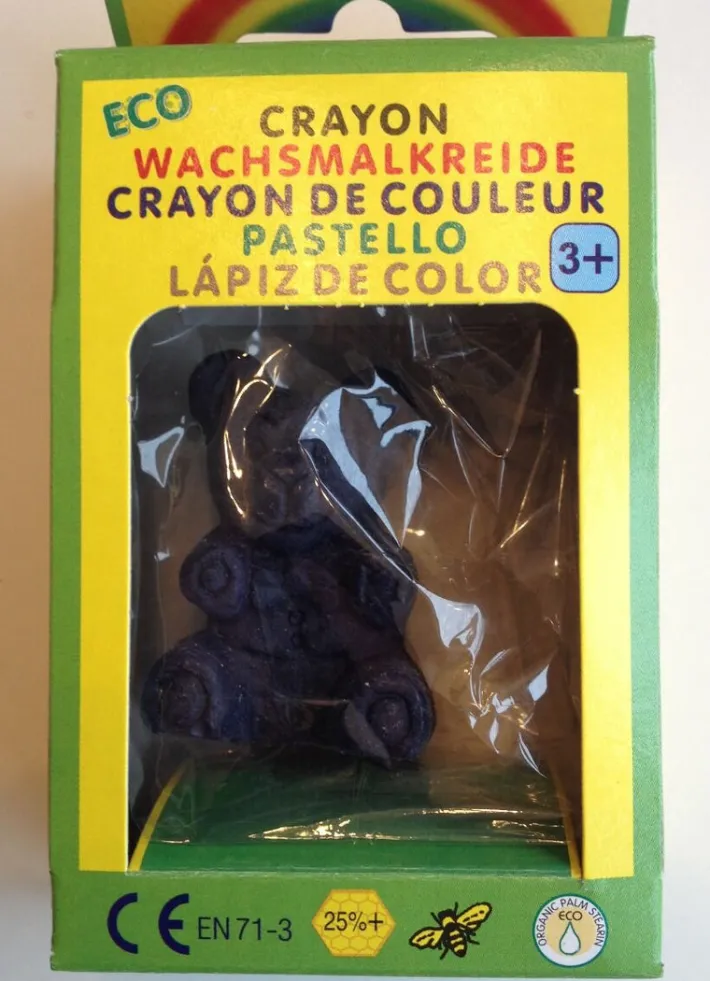 ECO
CRAYON
WACHSMALKREIDE
CRAYON DE COULEUR
PASTELLO
LÁPIZ DE COLOR
3+
CE EN 71-3
25%+
ORGANIC PALM STEARIN
ECO